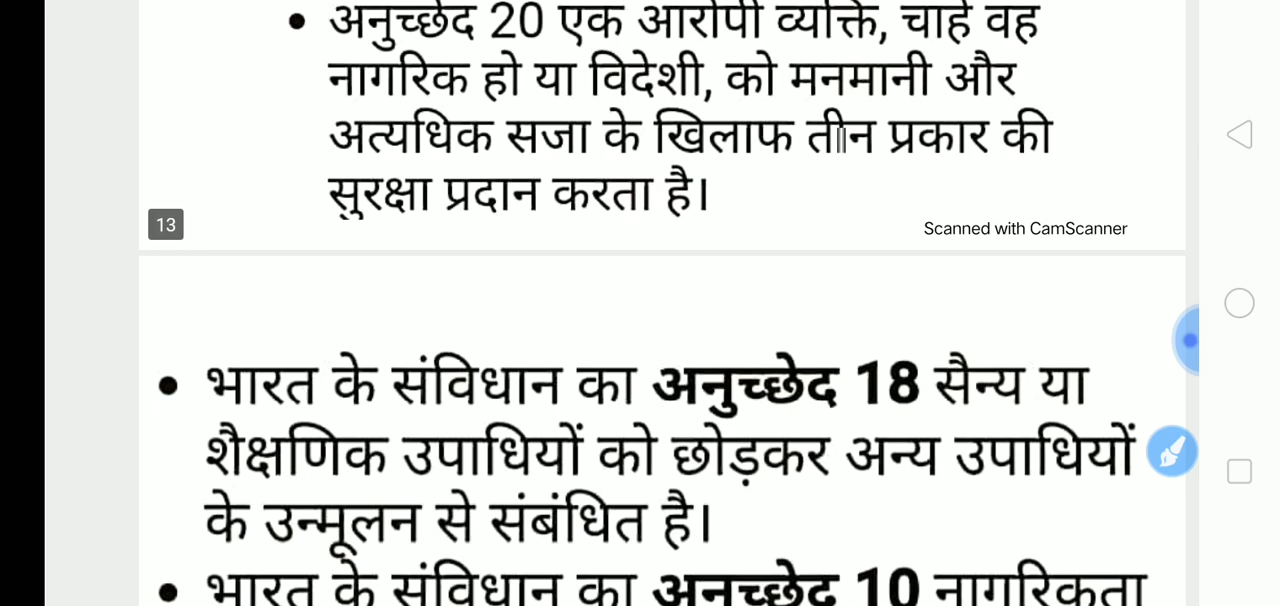 • अनुच्छेद 20 एक आरोपी व्यक्ति, चाहे वह
नागरिक हो या विदेशी, को मनमानी और
अत्यधिक सजा के खिलाफ तीन प्रकार की
सुरक्षा प्रदान करता है।
13
Scanned with CamScanner
• भारत के संविधान का अनुच्छेद 18 सैन्य या
शैक्षणिक उपाधियों को छोड़कर अन्य उपाधियों
के उन्मूलन से संबंधित है।
• भारत के संविधान का अनुच्छेद 10 नागरिकता